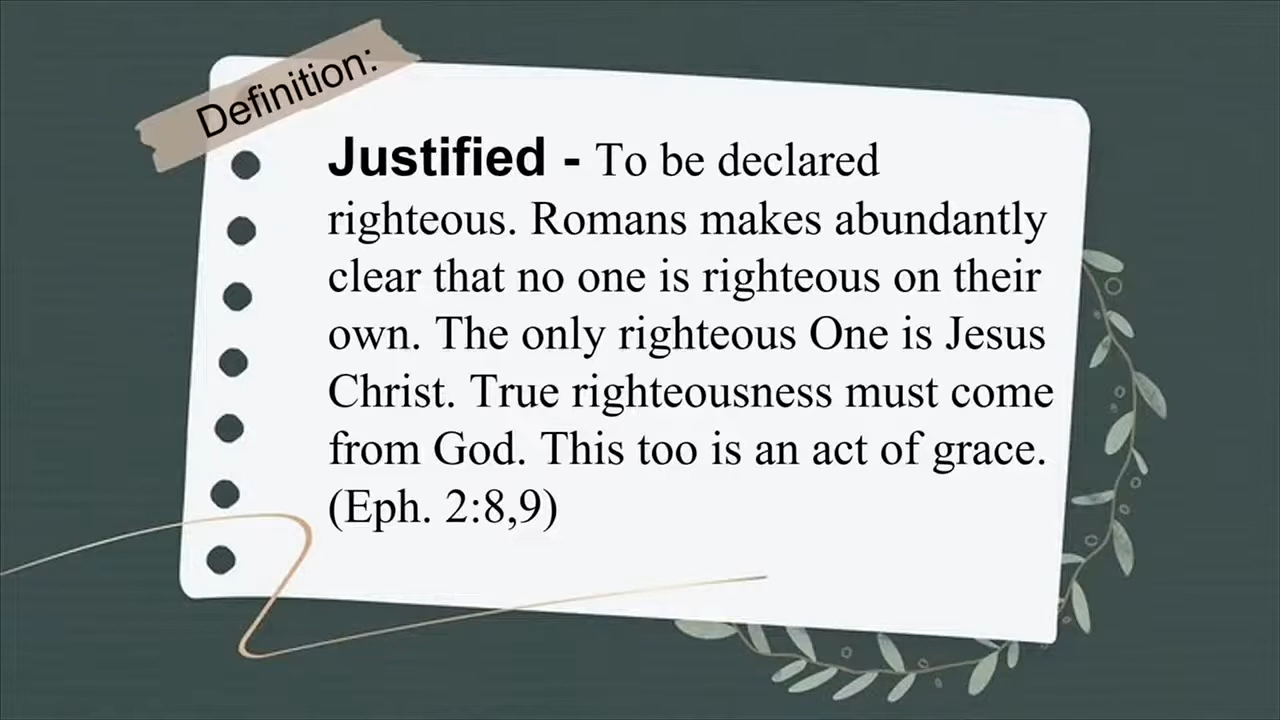 Definition:
Justified - To be declared
righteous. Romans makes abundantly
clear that no one is righteous on their
own. The only righteous One is Jesus
Christ. True righteousness must come
from God. This too is an act of grace.
(Eph. 2:8,9)